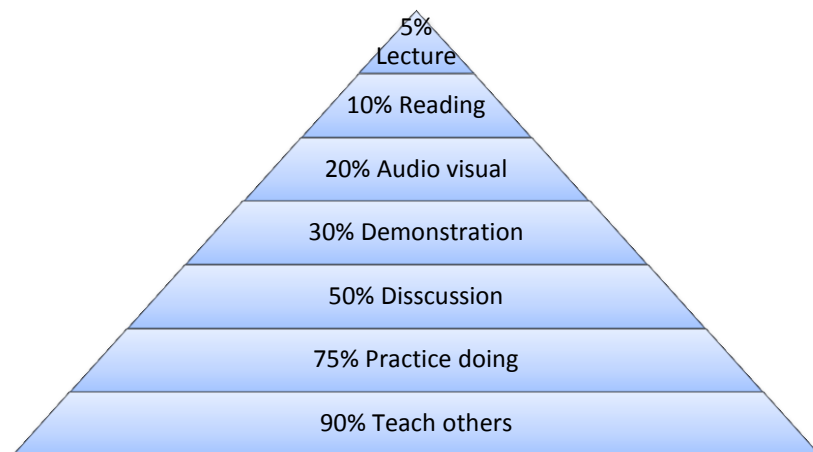 5%
Lecture
10% Reading
20% Audio visual
30% Demonstration
50% Disscussion
75% Practice doing
90% Teach others